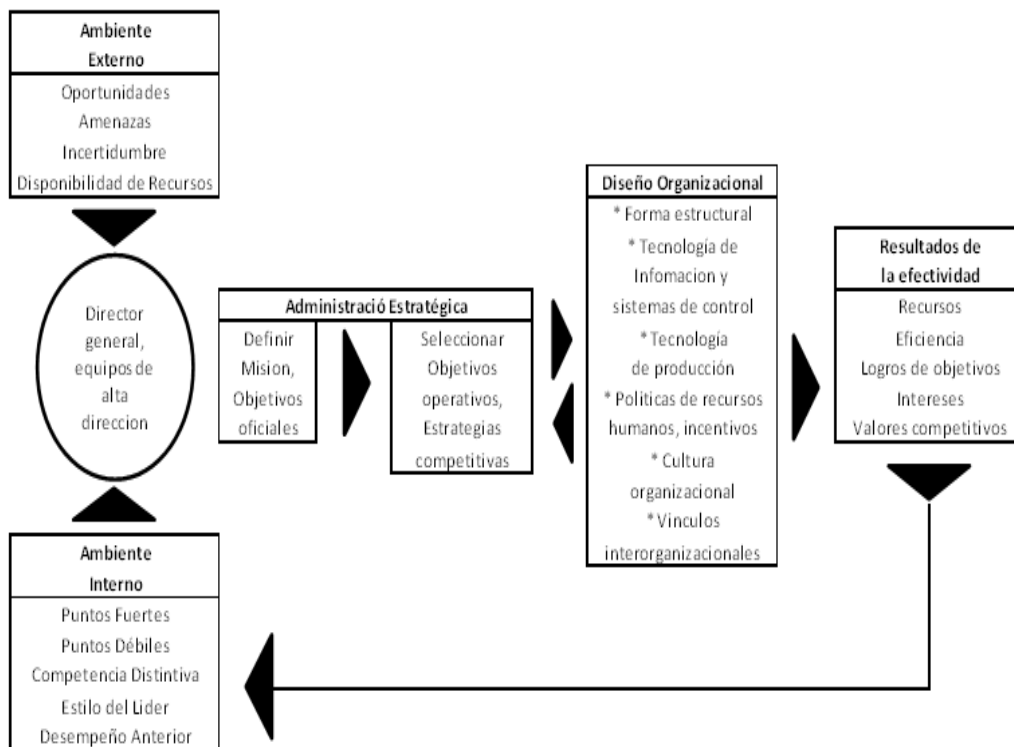 Ambiente
Externo
Oportunidades
Amenazas
Incertidumbre
Disponibilidad de Recursos
Director
general,
equipos de
alta
direccion
Ambiente
Interno
Puntos Fuertes
Puntos Débiles
Competencia Distintiva
Estilo del Lider
Desempeño Anterior
Administració Estratégica
Definir
Mision,
Objetivos
oficiales
Seleccionar
Objetivos
operativos,
Estrategias
competitivas
Diseño Organizacional
* Forma estructural
* Tecnología de
Infomacion y
sistemas de control
* Tecnología
de producción
* Politicas de recursos
humanos, incentivos
* Cultura
organizacional
* Vinculos
interorganizacionales
Resultados de
la efectividad
Recursos
Eficiencia
Logros de objetivos
Intereses
Valores competitivos